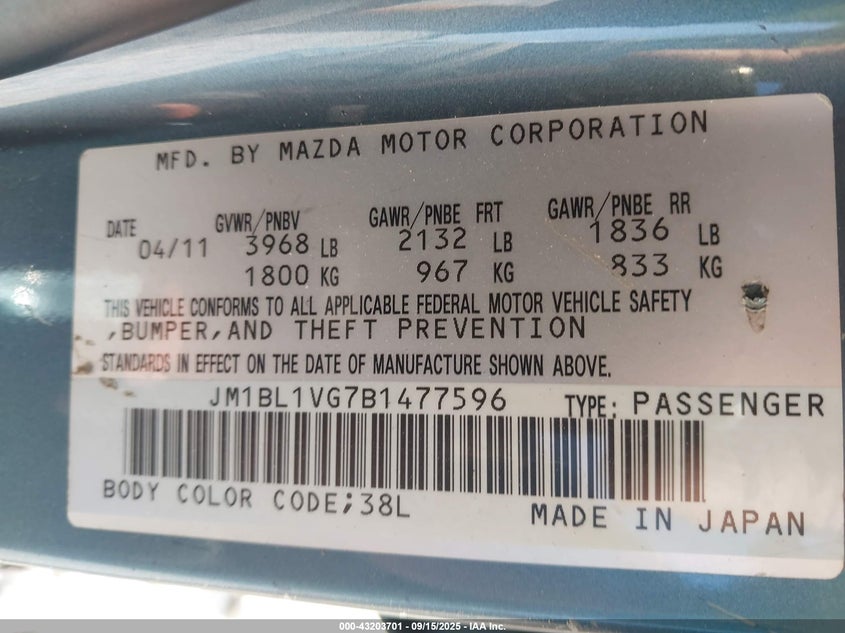 MFD. BY MAZDA MOTOR CORPORATION
DATE GVWR/PNBV GAWR/PNBE FRT GAWR/PNBE RR
04/11 3968 LB 2132 LB 1836 LB
1800 KG 967 KG 833 KG
THIS VEHICLE CONFORMS TO ALL APPLICABLE FEDERAL MOTOR VEHICLE SAFETY
,BUMPER,AND THEFT PREVENTION
STANDARDS IN EFFECT ON THE DATE OF MANUFACTURE SHOWN ABOVE.
JM1BL1VG7B1477596 TYPE: PASSENGER
BODY COLOR CODE;38L MADE IN JAPAN
000-43203701 - 09/15/2025 - IAA Inc.